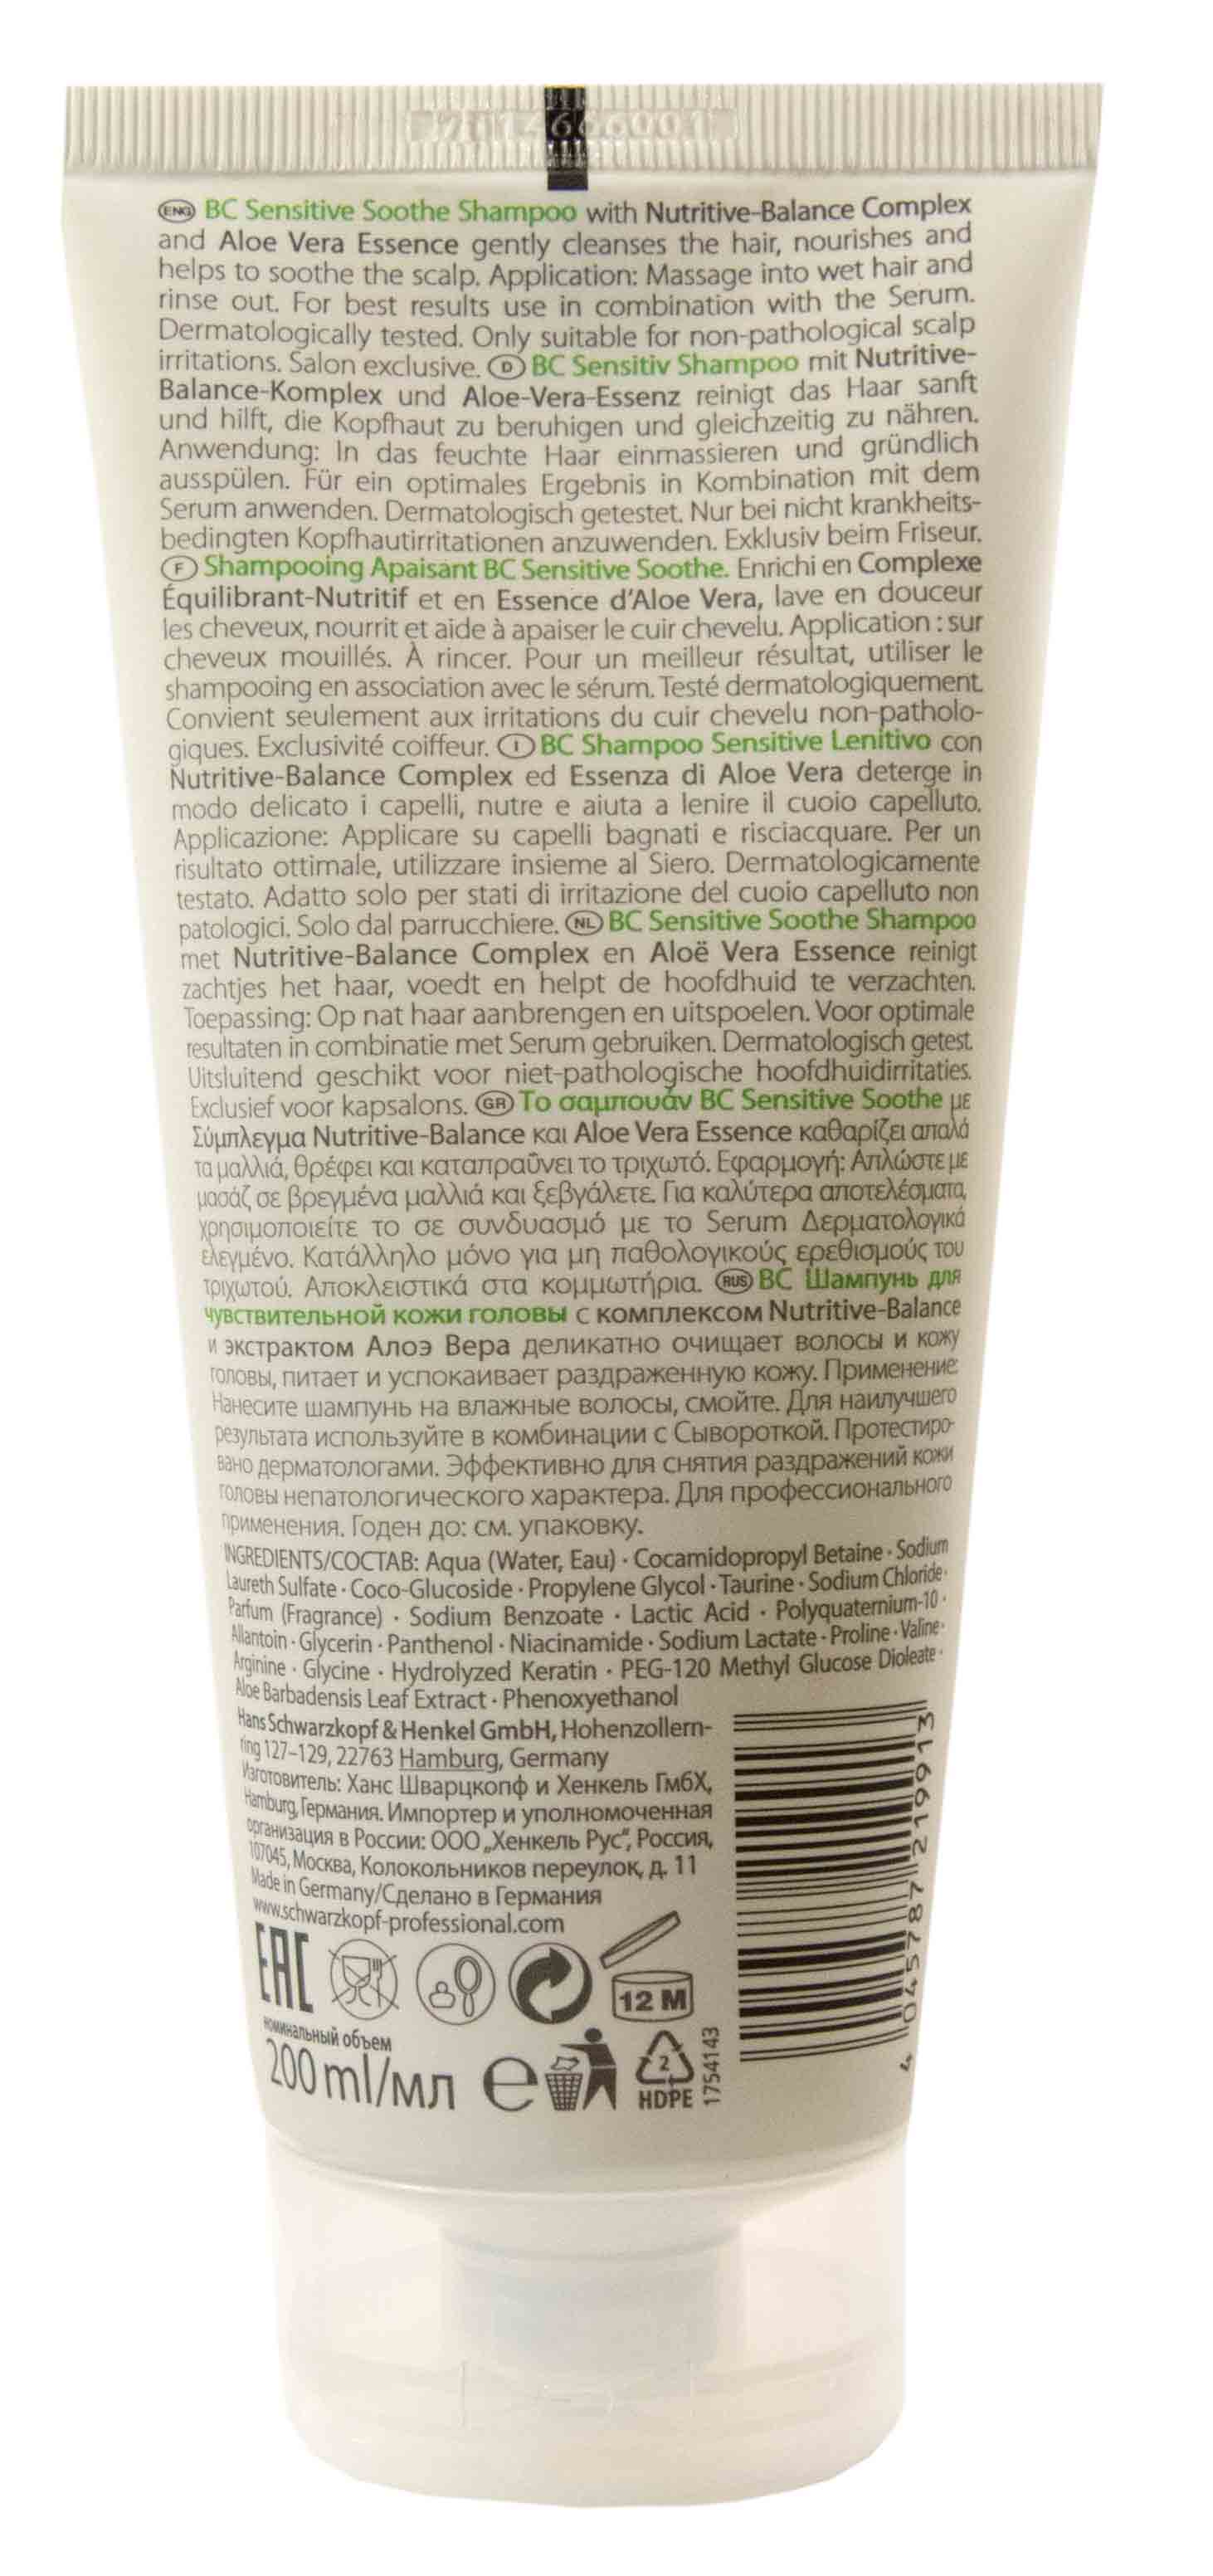 ENG BC Sensitive Soothe Shampoo with Nutritive-Balance Complex
and Aloe Vera Essence gently cleanses the hair, nourishes and
helps to soothe the scalp. Application: Massage into wet hair and
rinse out. For best results use in combination with the Serum.
Dermatologically tested. Only suitable for non-pathological scalp
irritations. Salon exclusive. D BC Sensitiv Shampoo mit Nutritive-
Balance-Komplex und Aloe-Vera-Essenz reinigt das Haar sanft
und hilft, die Kopfhaut zu beruhigen und gleichzeitig zu nähren.
Anwendung: In das feuchte Haar einmassieren und gründlich
ausspülen. Für ein optimales Ergebnis in Kombination mit dem
Serum anwenden. Dermatologisch getestet. Nur bei nicht krankheits-
bedingten Kopfhautirritationen anzuwenden. Exklusiv beim Friseur.
F Shampooing Apaisant BC Sensitive Soothe. Enrichi en Complexe
Équilibrant-Nutritif et en Essence d'Aloe Vera, lave en douceur
les cheveux, nourrit et aide à apaiser le cuir chevelu. Application : sur
cheveux mouillés. À rincer. Pour un meilleur résultat, utiliser le
shampooing en association avec le sérum. Testé dermatologiquement.
Convient seulement aux irritations du cuir chevelu non-patholo-
giques. Exclusivité coiffeur. I BC Shampoo Sensitive Lenitivo con
Nutritive-Balance Complex ed Essenza di Aloe Vera deterge in
modo delicato i capelli, nutre e aiuta a lenire il cuoio capelluto.
Applicazione: Applicare su capelli bagnati e risciacquare. Per un
risultato ottimale, utilizzare insieme al Siero. Dermatologicamente
testato. Adatto solo per stati di irritazione del cuoio capelluto non
patologici. Solo dal parrucchiere. NL BC Sensitive Soothe Shampoo
met Nutritive-Balance Complex en Aloë Vera Essence reinigt
zachtjes het haar, voedt en helpt de hoofdhuid te verzachten.
Toepassing: Op nat haar aanbrengen en uitspoelen. Voor optimale
resultaten in combinatie met Serum gebruiken. Dermatologisch getest.
Uitsluitend geschikt voor niet-pathologische hoofdhuidirritaties.
Exclusief voor kapsalons. GR Το σαμπουάν BC Sensitive Soothe με
Σύμπλεγμα Nutritive-Balance και Aloe Vera Essence καθαρίζει απαλά
τα μαλλιά, θρέφει και καταπραΰνει το τριχωτό. Εφαρμογή: Απλώστε με
μασάζ σε βρεγμένα μαλλιά και ξεβγάλετε. Για καλύτερα αποτελέσματα,
χρησιμοποιείτε το σε συνδυασμό με το Serum Δερματολογικά
ελεγμένο. Κατάλληλο μόνο για μη παθολογικούς ερεθισμούς του
τριχωτού. Αποκλειστικά στα κομμωτήρια. RUS BC Шампунь для
чувствительной кожи головы с комплексом Nutritive-Balance
и экстрактом Алоэ Вера деликатно очищает волосы и кожу
головы, питает и успокаивает раздраженную кожу. Применение:
Нанесите шампунь на влажные волосы, смойте. Для наилучшего
результата используйте в комбинации с Сывороткой. Протестиро-
вано дерматологами. Эффективно для снятия раздражений кожи
головы непатологического характера. Для профессионального
применения. Годен до: см. упаковку.
INGREDIENTS/СОСТАВ: Aqua (Water, Eau) · Cocamidopropyl Betaine · Sodium
Laureth Sulfate · Coco-Glucoside · Propylene Glycol · Taurine · Sodium Chloride ·
Parfum (Fragrance) · Sodium Benzoate · Lactic Acid · Polyquaternium-10 ·
Allantoin · Glycerin · Panthenol · Niacinamide · Sodium Lactate · Proline · Valine ·
Arginine · Glycine · Hydrolyzed Keratin · PEG-120 Methyl Glucose Dioleate ·
Aloe Barbadensis Leaf Extract · Phenoxyethanol
Hans Schwarzkopf & Henkel GmbH, Hohenzollern-
ring 127–129, 22763 Hamburg, Germany
Изготовитель: Ханс Шварцкопф и Хенкель ГмбХ,
Hamburg, Германия. Импортер и уполномоченная
организация в России: ООО „Хенкель Рус“, Россия,
107045, Москва, Колокольников переулок, д. 11
Made in Germany/Сделано в Германия
www.schwarzkopf-professional.com
EAC
12 M
номинальный объем
200 ml/мл e
2
HDPE
1754143
4 045787 219913